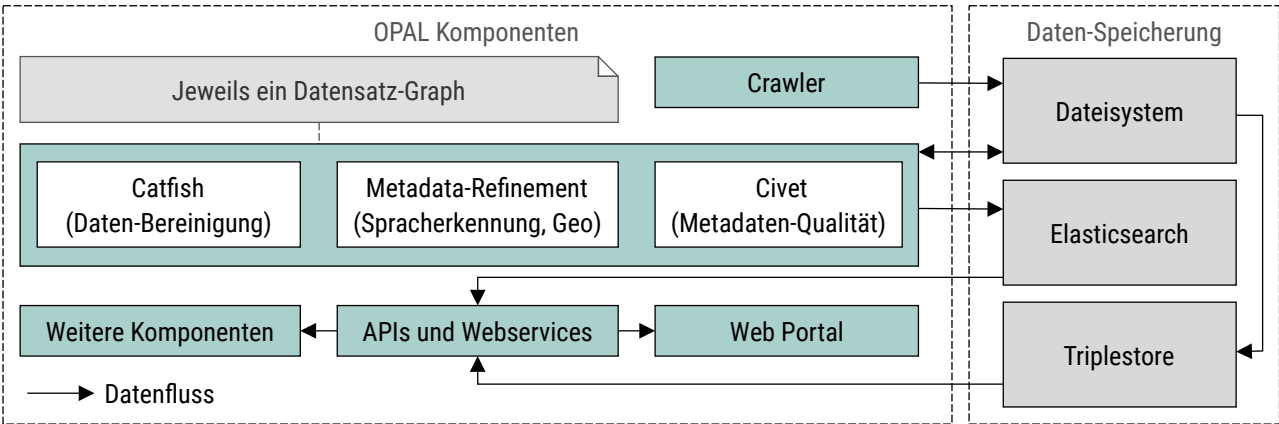 OPAL Komponenten
Jeweils ein Datensatz-Graph
Crawler
Catfish
(Daten-Bereinigung)
Metadata-Refinement
(Spracherkennung, Geo)
Civet
(Metadaten-Qualität)
Weitere Komponenten
APIs und Webservices
Web Portal
Datenfluss
Daten-Speicherung
Dateisystem
Elasticsearch
Triplestore